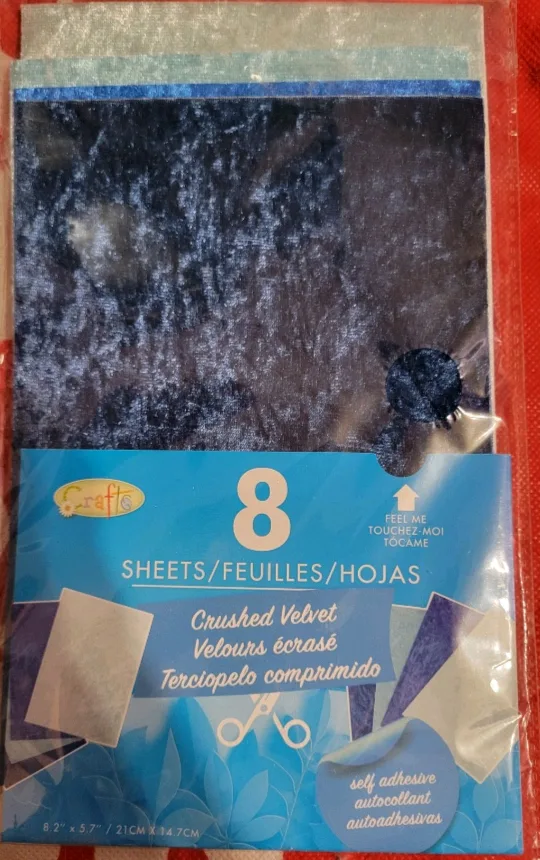 Crafts
8
SHEETS/FEUILLES/HOJAS
FEEL ME
TOUCHEZ-MOI
TÓCAME
Crushed Velvet
Velours écrasé
Terciopelo comprimido
self adhesive
autocollant
autoadhesivas
8.2" x 5.7" / 21CM X 14.7CM